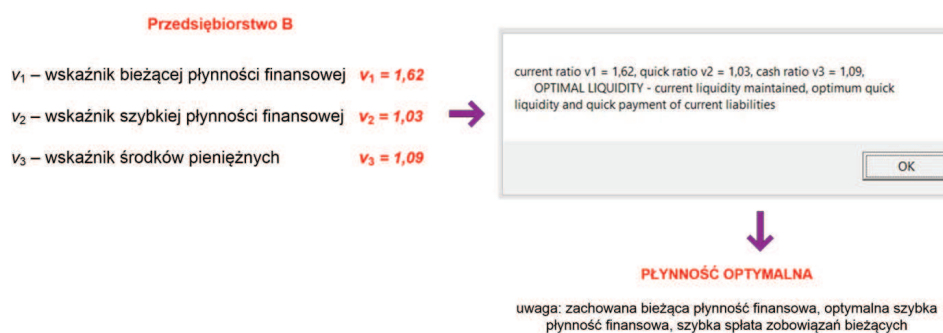 Przedsiębiorstwo B
v1 – wskaźnik bieżącej płynności finansowej v1 = 1,62
v2 – wskaźnik szybkiej płynności finansowej v2 = 1,03
v3 – wskaźnik środków pieniężnych v3 = 1,09
current ratio v1 = 1,62, quick ratio v2 = 1,03, cash ratio v3 = 1,09,
OPTIMAL LIQUIDITY - current liquidity maintained, optimum quick
liquidity and quick payment of current liabilities
OK
PŁYNNOŚĆ OPTYMALNA
uwaga: zachowana bieżąca płynność finansowa, optymalna szybka
płynność finansowa, szybka spłata zobowiązań bieżących